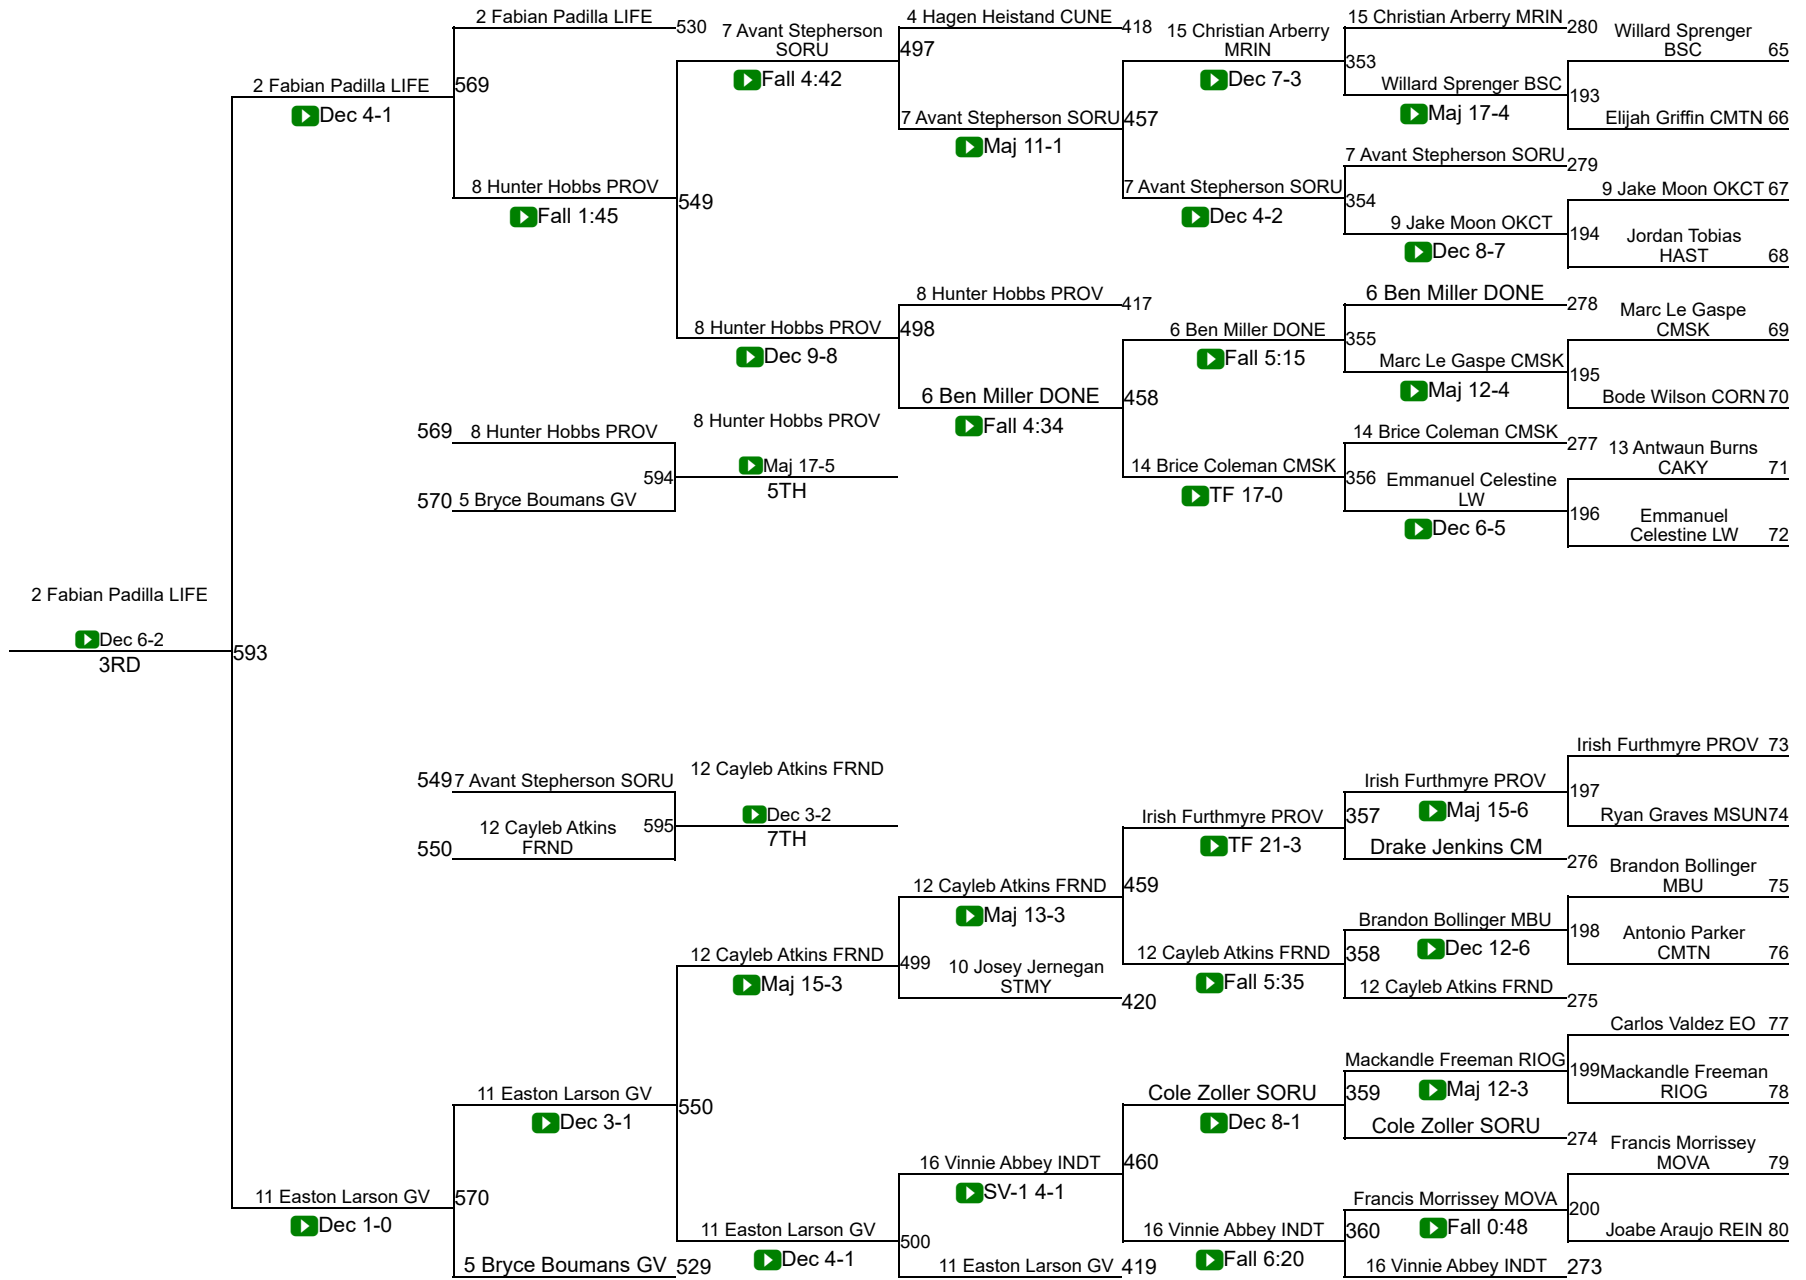 2 Fabian Padilla LIFE
530
2 Fabian Padilla LIFE
569
Dec 4-1
8 Hunter Hobbs PROV
549
Fall 1:45
7 Avant Stepherson
SORU
497
Fall 4:42
4 Hagen Heistand CUNE
418
7 Avant Stepherson SORU
457
Maj 11-1
15 Christian Arberry
MRIN
353
Dec 7-3
15 Christian Arberry MRIN
280
Willard Sprenger BSC
193
Maj 17-4
Willard Sprenger
BSC
65
Elijah Griffin CMTN
66
7 Avant Stepherson SORU
354
Dec 4-2
7 Avant Stepherson SORU
279
9 Jake Moon OKCT
194
Dec 8-7
9 Jake Moon OKCT
67
Jordan Tobias
HAST
68
8 Hunter Hobbs PROV
498
Dec 9-8
8 Hunter Hobbs PROV
417
6 Ben Miller DONE
458
Fall 4:34
6 Ben Miller DONE
355
Fall 5:15
6 Ben Miller DONE
278
Marc Le Gaspe CMSK
195
Maj 12-4
Marc Le Gaspe
CMSK
69
Bode Wilson CORN
70
14 Brice Coleman CMSK
356
TF 17-0
14 Brice Coleman CMSK
277
Emmanuel Celestine
LW
196
Dec 6-5
13 Antwaun Burns
CAKY
71
Emmanuel
Celestine LW
72
569
8 Hunter Hobbs PROV
594
570
5 Bryce Boumans GV
8 Hunter Hobbs PROV
Maj 17-5
5TH
2 Fabian Padilla LIFE
Dec 6-2
3RD
593
549
7 Avant Stepherson SORU
595
550
12 Cayleb Atkins
FRND
12 Cayleb Atkins FRND
Dec 3-2
7TH
Irish Furthmyre PROV
357
TF 21-3
Irish Furthmyre PROV
197
Maj 15-6
Irish Furthmyre PROV
73
Ryan Graves MSUN
74
Drake Jenkins CM
276
12 Cayleb Atkins FRND
459
Maj 13-3
12 Cayleb Atkins FRND
499
Maj 15-3
10 Josey Jernegan
STMY
420
12 Cayleb Atkins FRND
358
Fall 5:35
Brandon Bollinger MBU
198
Dec 12-6
Brandon Bollinger
MBU
75
Antonio Parker
CMTN
76
12 Cayleb Atkins FRND
275
11 Easton Larson GV
550
Dec 3-1
Cole Zoller SORU
359
Dec 8-1
Mackandle Freeman RIOG
199
Maj 12-3
Carlos Valdez EO
77
Mackandle Freeman
RIOG
78
Cole Zoller SORU
274
16 Vinnie Abbey INDT
460
SV-1 4-1
11 Easton Larson GV
570
Dec 1-0
11 Easton Larson GV
500
Dec 4-1
16 Vinnie Abbey INDT
360
Fall 6:20
Francis Morrissey MOVA
200
Fall 0:48
Francis Morrissey
MOVA
79
Joabe Araujo REIN
80
5 Bryce Boumans GV
529
11 Easton Larson GV
419
16 Vinnie Abbey INDT
273